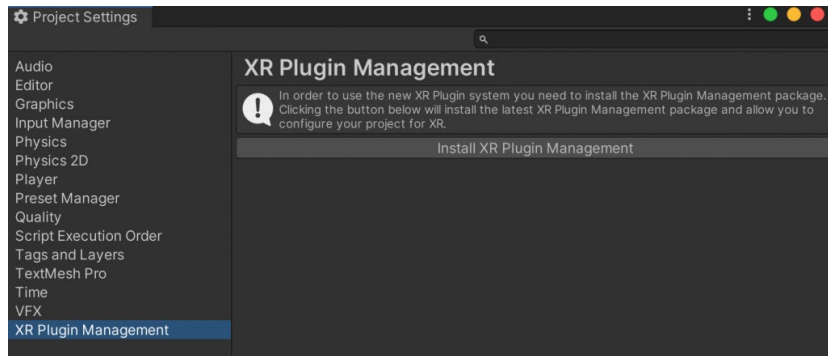 Project Settings
Audio
Editor
Graphics
Input Manager
Physics
Physics 2D
Player
Preset Manager
Quality
Script Execution Order
Tags and Layers
TextMesh Pro
Time
VFX
XR Plugin Management
XR Plugin Management
In order to use the new XR Plugin system you need to install the XR Plugin Management package.
Clicking the button below will install the latest XR Plugin Management package and allow you to
configure your project for XR.
Install XR Plugin Management